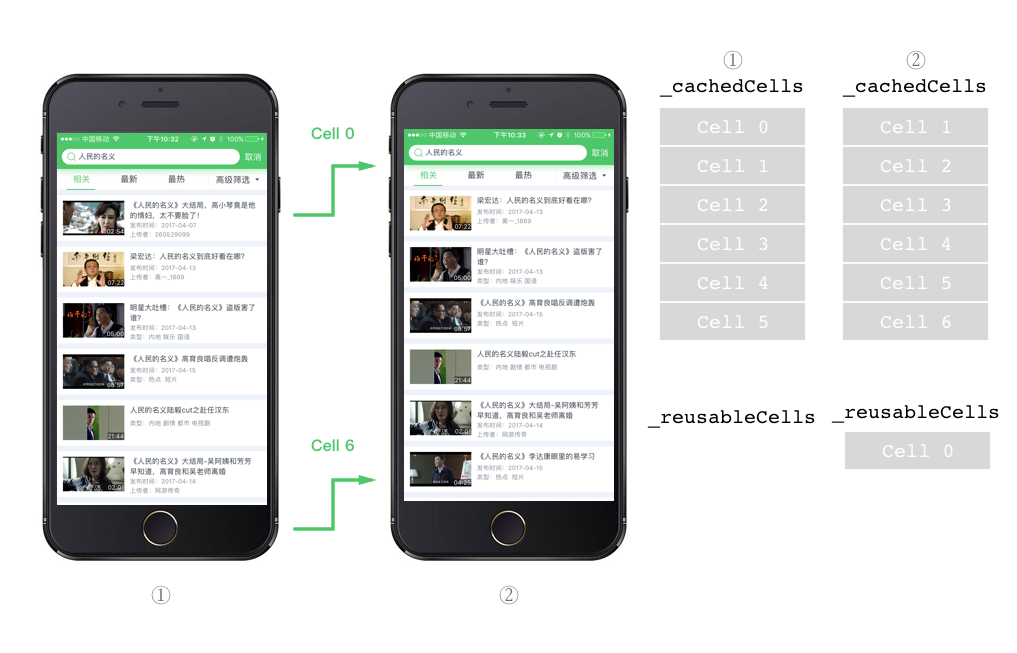 中国移动
下午10:32
100%
人民的名义
取消
相关
最新
最热
高级筛选
《人民的名义》大结局，高小琴竟是他
的情妇，太不要脸了！
发布时间：2017-04-07
上传者：260529099
02:54
梁宏达：人民的名义到底好看在哪?
发布时间：2017-04-13
上传者：高一_1869
07:22
明星大吐槽：《人民的名义》盗版害了
谁?
发布时间：2017-04-13
类型：内地 娱乐 国语
05:00
《人民的名义》高育良唱反调遭炮轰
发布时间：2017-04-15
类型：热点 短片
08:57
人民的名义陆毅cut之赴任汉东
类型：内地 剧情 都市 电视剧
21:44
《人民的名义》大结局-吴阿姨和芳芳
早知道，高育良和吴老师离婚
发布时间：2017-04-14
上传者：网游传奇
02:01
①
Cell 0
Cell 6
中国移动
下午10:33
100%
人民的名义
取消
相关
最新
最热
高级筛选
梁宏达：人民的名义到底好看在哪?
发布时间：2017-04-13
上传者：高一_1869
07:22
明星大吐槽：《人民的名义》盗版害了
谁?
发布时间：2017-04-13
类型：内地 娱乐 国语
05:00
《人民的名义》高育良唱反调遭炮轰
发布时间：2017-04-15
类型：热点 短片
08:57
人民的名义陆毅cut之赴任汉东
类型：内地 剧情 都市 电视剧
21:44
《人民的名义》大结局-吴阿姨和芳芳
早知道，高育良和吴老师离婚
发布时间：2017-04-14
上传者：网游传奇
02:01
《人民的名义》李达康眼里的易学习
发布时间：2017-04-15
类型：热点 短片
04:25
②
①
_cachedCells
Cell 0
Cell 1
Cell 2
Cell 3
Cell 4
Cell 5
_reusableCells
②
_cachedCells
Cell 1
Cell 2
Cell 3
Cell 4
Cell 5
Cell 6
_reusableCells
Cell 0